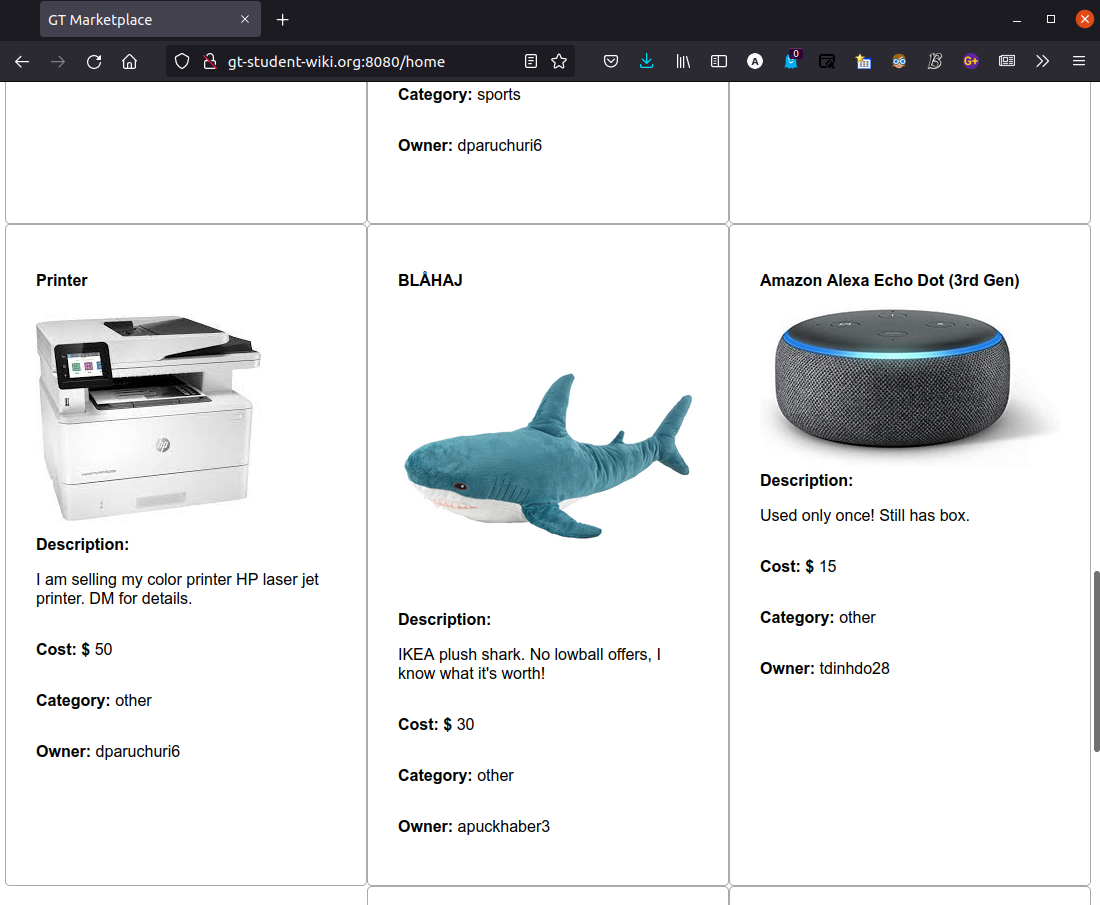 GT Marketplace
gt-student-wiki.org:8080/home
A
0
B
G+
Category: sports
Owner: dparuchuri6
Printer
hp
Description:
I am selling my color printer HP laser jet
printer. DM for details.
Cost: $ 50
Category: other
Owner: dparuchuri6
BLÅHAJ
Description:
IKEA plush shark. No lowball offers, I
know what it's worth!
Cost: $ 30
Category: other
Owner: apuckhaber3
Amazon Alexa Echo Dot (3rd Gen)
Description:
Used only once! Still has box.
Cost: $ 15
Category: other
Owner: tdinhdo28